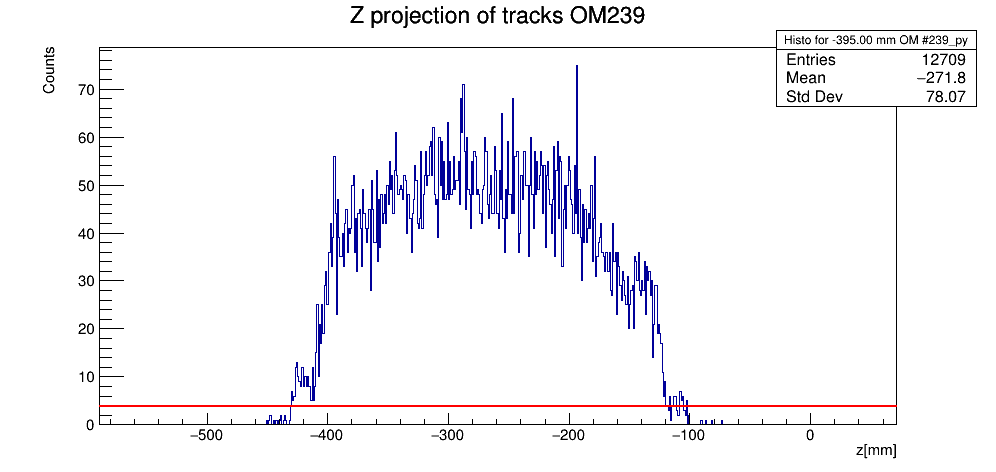 Z projection of tracks OM239
Histo for -395.00 mm OM #239_py
Entries 12709
Mean −271.8
Std Dev 78.07
Counts
70
60
50
40
30
20
10
0
−500 −400 −300 −200 −100 0
z[mm]